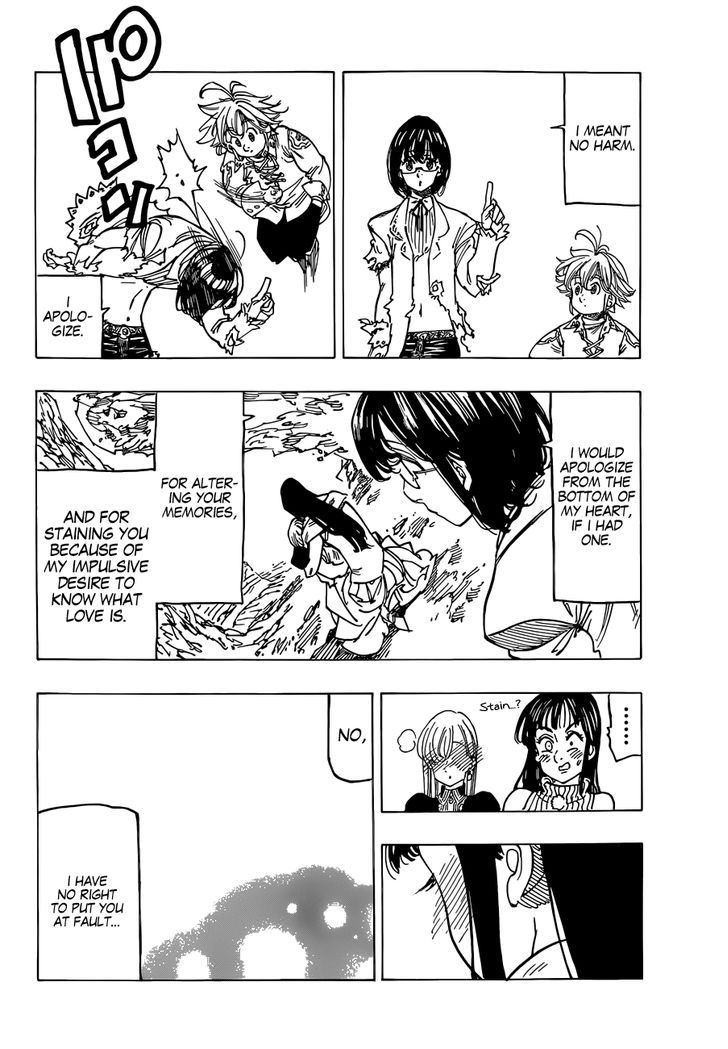 I MEANT
NO HARM.
I
APOLO-
GIZE.
I WOULD
APOLOGIZE
FROM THE
BOTTOM OF
MY HEART,
IF I HAD
ONE.
FOR ALTER-
ING YOUR
MEMORIES,
AND FOR
STAINING YOU
BECAUSE OF
MY IMPULSIVE
DESIRE TO
KNOW WHAT
LOVE IS.
Stain...?
NO,
I HAVE
NO RIGHT
TO PUT YOU
AT FAULT...